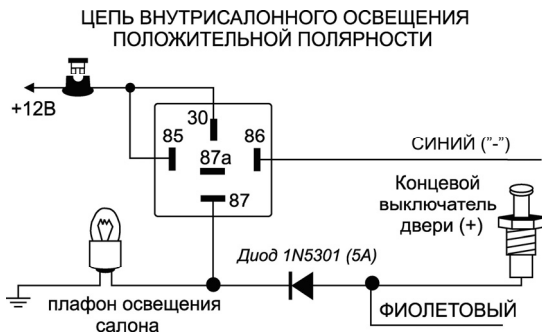 ЦЕПЬ ВНУТРИСАЛОННОГО ОСВЕЩЕНИЯ
ПОЛОЖИТЕЛЬНОЙ ПОЛЯРНОСТИ
+12В
30
85
86
87а
87
СИНИЙ ("-")
Концевой
выключатель
двери (+)
Диод 1N5301 (5А)
плафон освещения
салона
ФИОЛЕТОВЫЙ